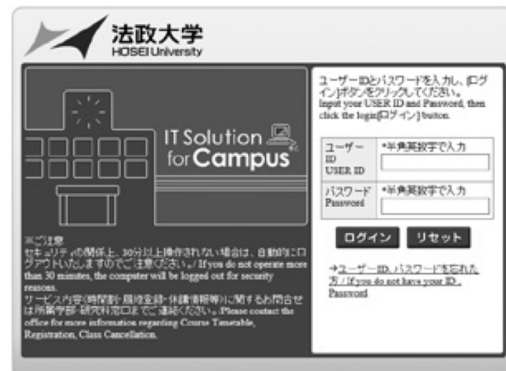 法政大学
HOSEI University
IT Solution
for Campus
※ご注意
セキュリティの関係上、30分以上操作されない場合は、自動的にロ
グアウトいたしますのでご注意ください。/ If you do not operate more
than 30 minutes, the computer will be logged out for security
reasons.
サービス内容(時間割・履修登録・休講情報等)に関するお問合せ
は所属学部・研究科窓口までご連絡ください。/Please contact the
office for more information regarding Course Timetable,
Registration, Class Cancellation.
ユーザーIDとパスワードを入力し、[ログ
イン]ボタンをクリックしてください。
Input your USER ID and Password, then
click the login[ログイン] button.
ユーザー
ID
USER ID
*半角英数字で入力
パスワード
Password
*半角英数字で入力
ログイン リセット
→ユーザーID、パスワードを忘れた
方 / If you do not have your ID ,
Password